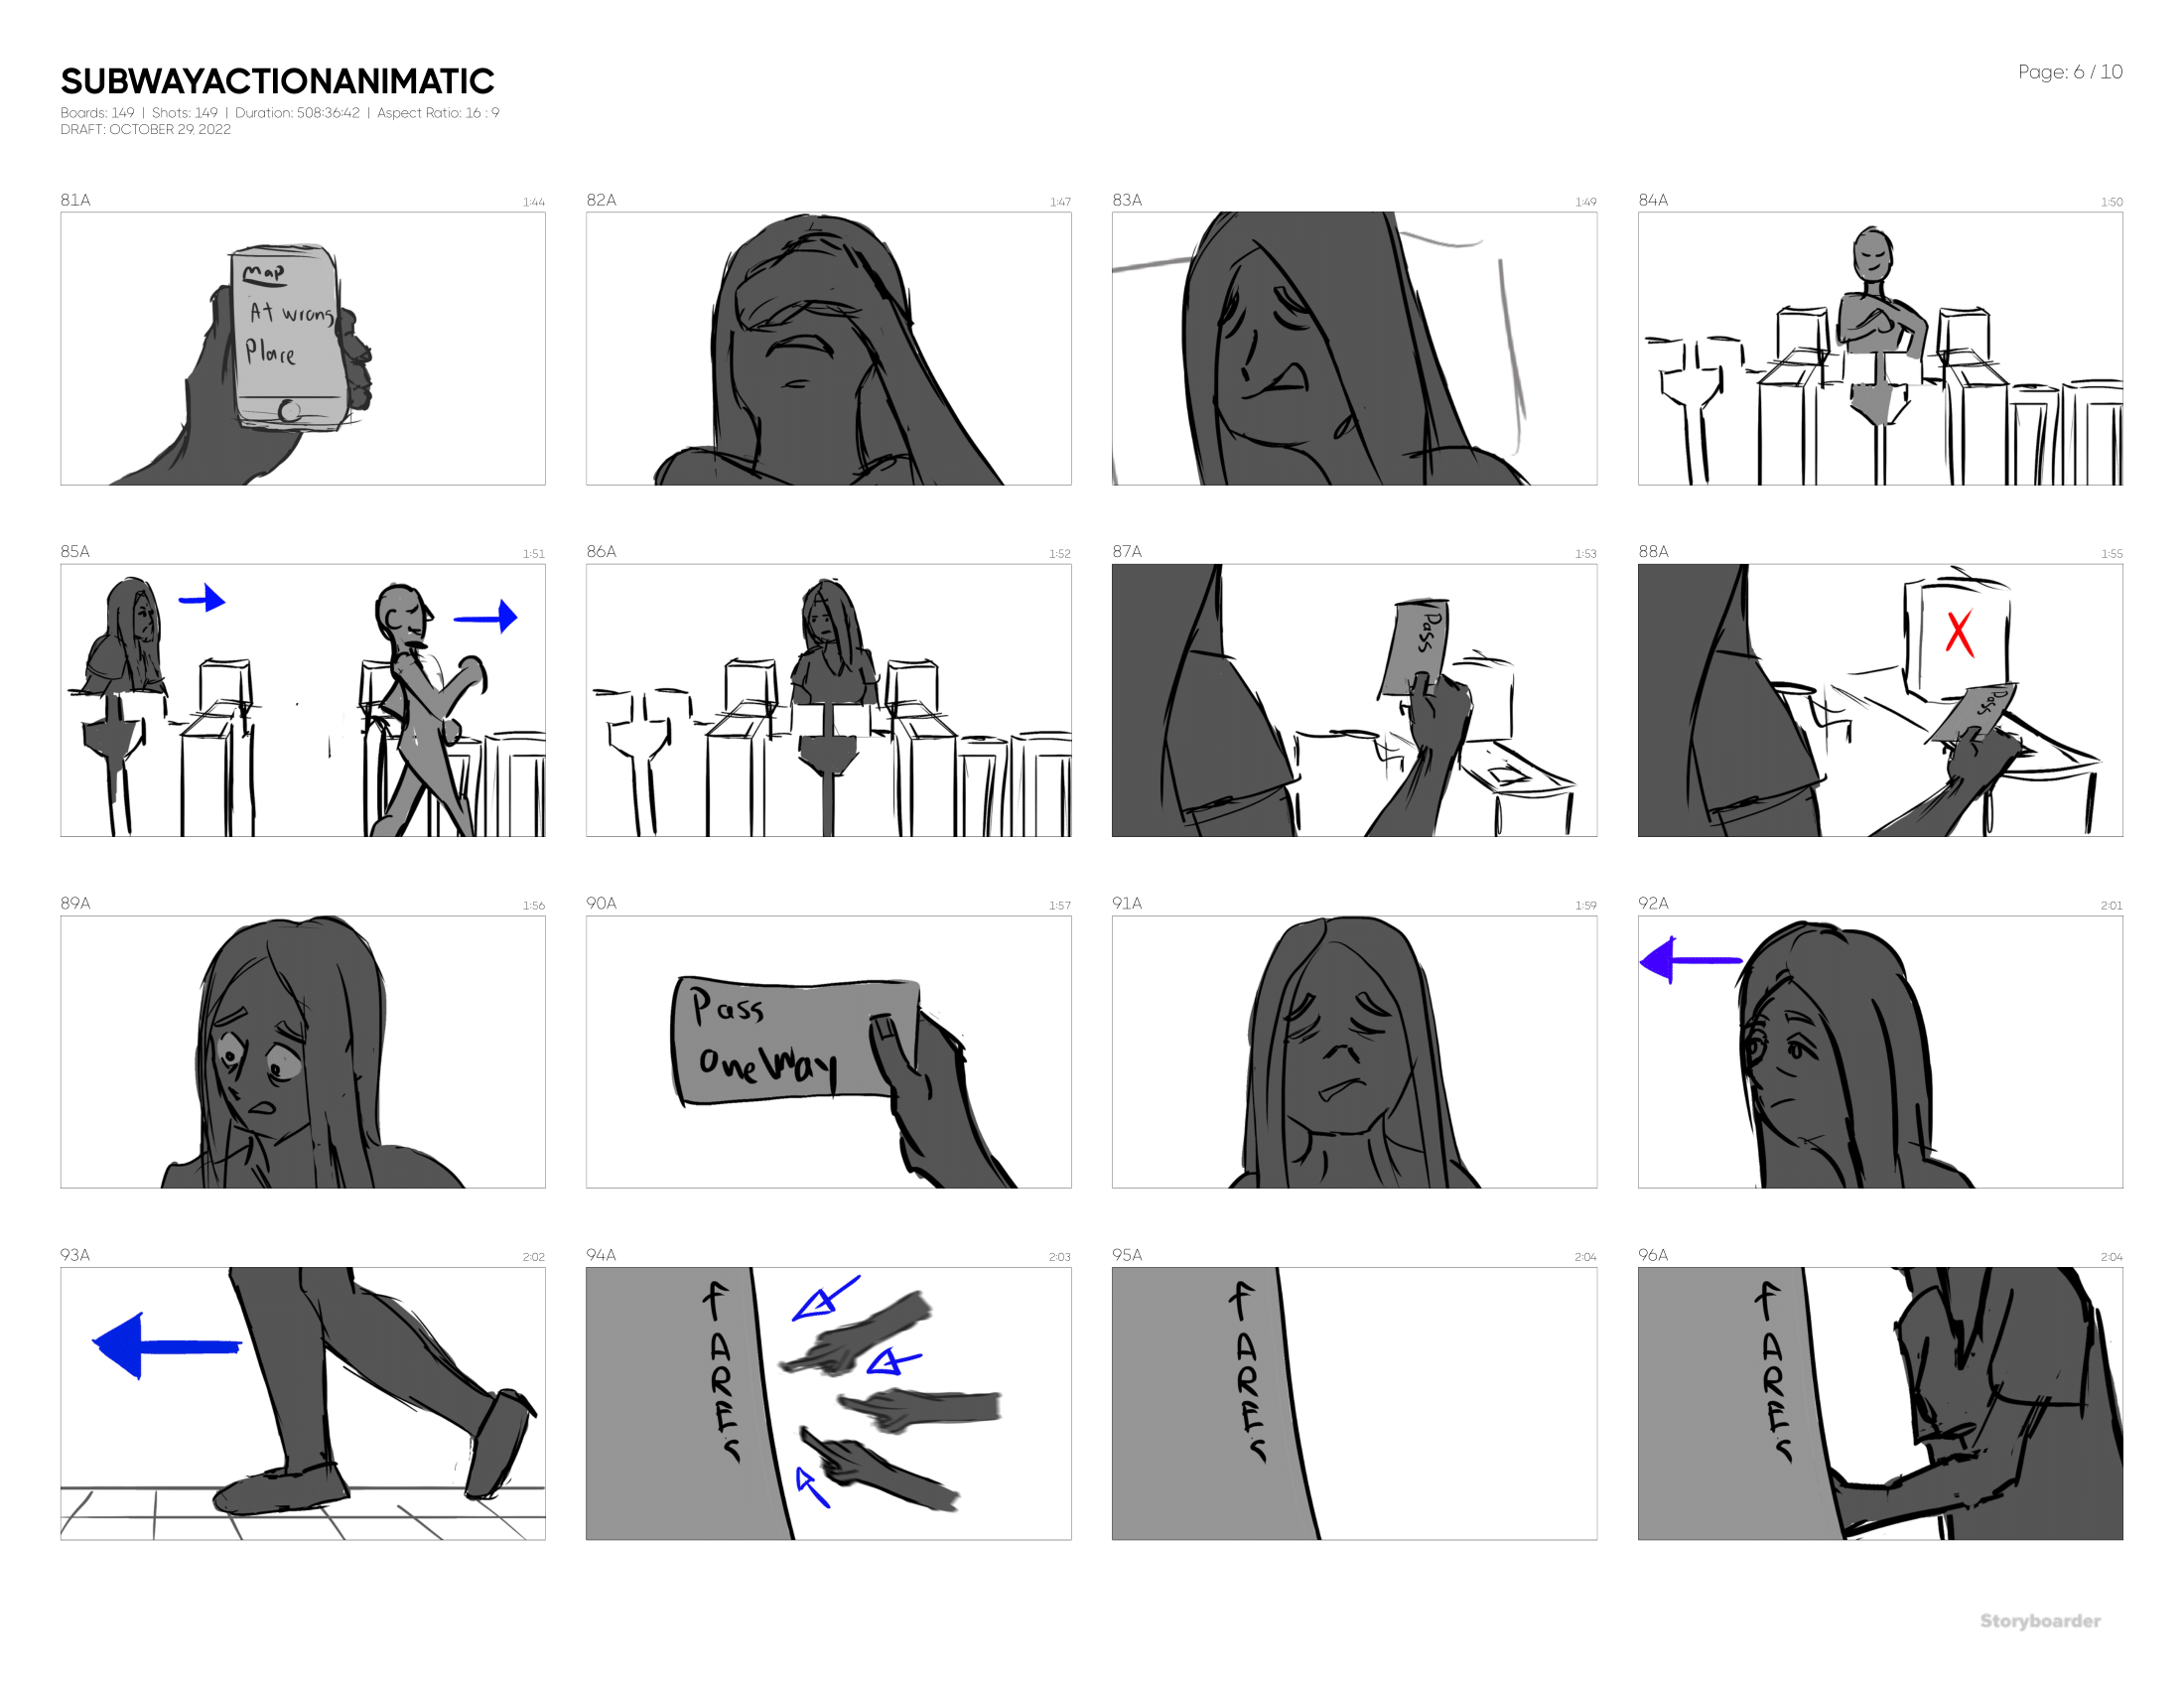 SUBWAYACTIONANIMATIC
Page: 6 / 10
Boards: 149 | Shots: 149 | Duration: 508:36:42 | Aspect Ratio: 16 : 9
DRAFT: OCTOBER 29, 2022
81A 1:44
82A 1:47
83A 1:49
84A 1:50
map
At wrong
Place
85A 1:51
86A 1:52
87A 1:53
88A 1:55
Pass
X
Pass
89A 1:56
90A 1:57
91A 1:59
92A 2:01
Pass
One Way
93A 2:02
94A 2:03
95A 2:04
96A 2:04
fARES
fARES
fARES
Storyboarder